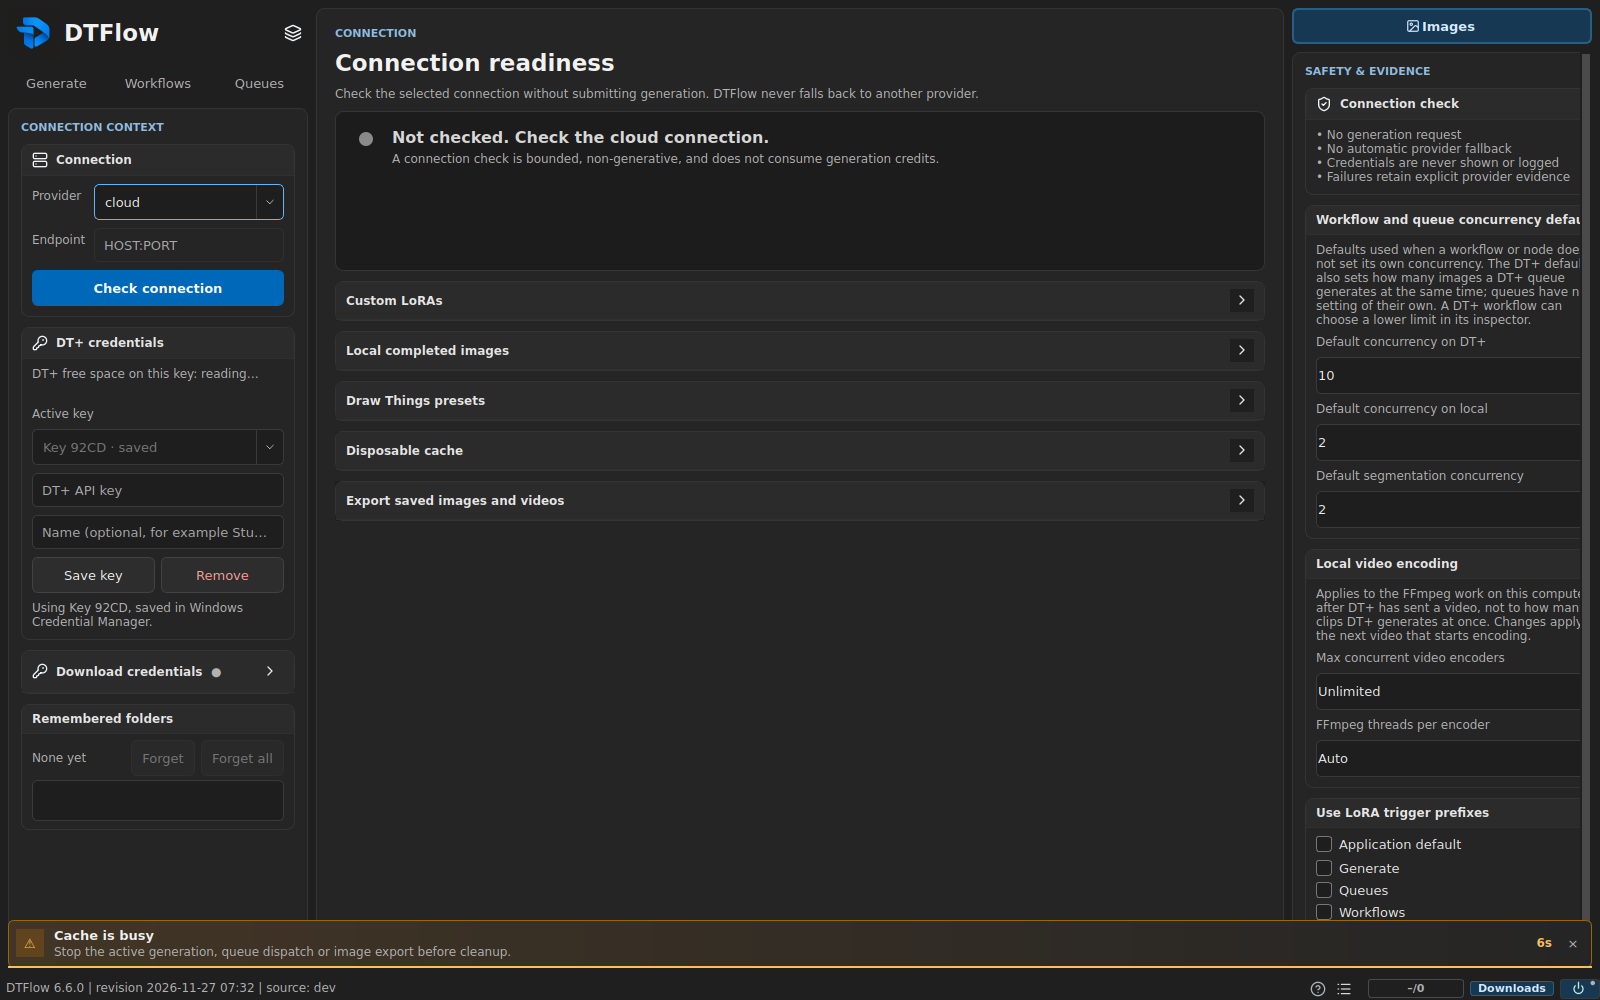 DTFlow
Generate
Workflows
Queues
CONNECTION CONTEXT
Connection
Provider
cloud
Endpoint
HOST:PORT
Check connection
DT+ credentials
DT+ free space on this key: reading...
Active key
Key 92CD · saved
DT+ API key
Name (optional, for example Stu...
Save key
Remove
Using Key 92CD, saved in Windows
Credential Manager.
Download credentials
Remembered folders
None yet
Forget
Forget all
CONNECTION
Connection readiness
Check the selected connection without submitting generation. DTFlow never falls back to another provider.
Not checked. Check the cloud connection.
A connection check is bounded, non-generative, and does not consume generation credits.
Custom LoRAs
Local completed images
Draw Things presets
Disposable cache
Export saved images and videos
Images
SAFETY & EVIDENCE
Connection check
• No generation request
• No automatic provider fallback
• Credentials are never shown or logged
• Failures retain explicit provider evidence
Workflow and queue concurrency defau
Defaults used when a workflow or node doe
not set its own concurrency. The DT+ defaul
also sets how many images a DT+ queue
generates at the same time; queues have n
setting of their own. A DT+ workflow can
choose a lower limit in its inspector.
Default concurrency on DT+
10
Default concurrency on local
2
Default segmentation concurrency
2
Local video encoding
Applies to the FFmpeg work on this compute
after DT+ has sent a video, not to how man
clips DT+ generates at once. Changes apply
the next video that starts encoding.
Max concurrent video encoders
Unlimited
FFmpeg threads per encoder
Auto
Use LoRA trigger prefixes
Application default
Generate
Queues
Workflows
Cache is busy
Stop the active generation, queue dispatch or image export before cleanup.
6s
DTFlow 6.6.0 | revision 2026-11-27 07:32 | source: dev
-/0
Downloads